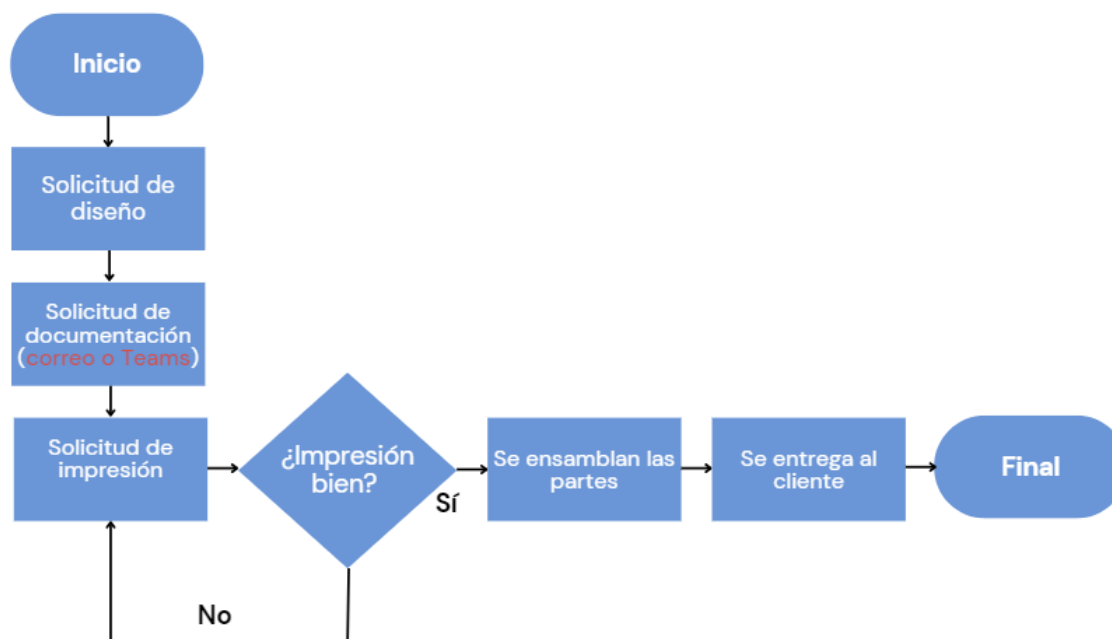 Inicio
Solicitud de
diseño
Solicitud de
documentación
(correo o Teams)
Solicitud de
impresión
¿Impresión
bien?
Sí
Se ensamblan las
partes
Se entrega al
cliente
Final
No